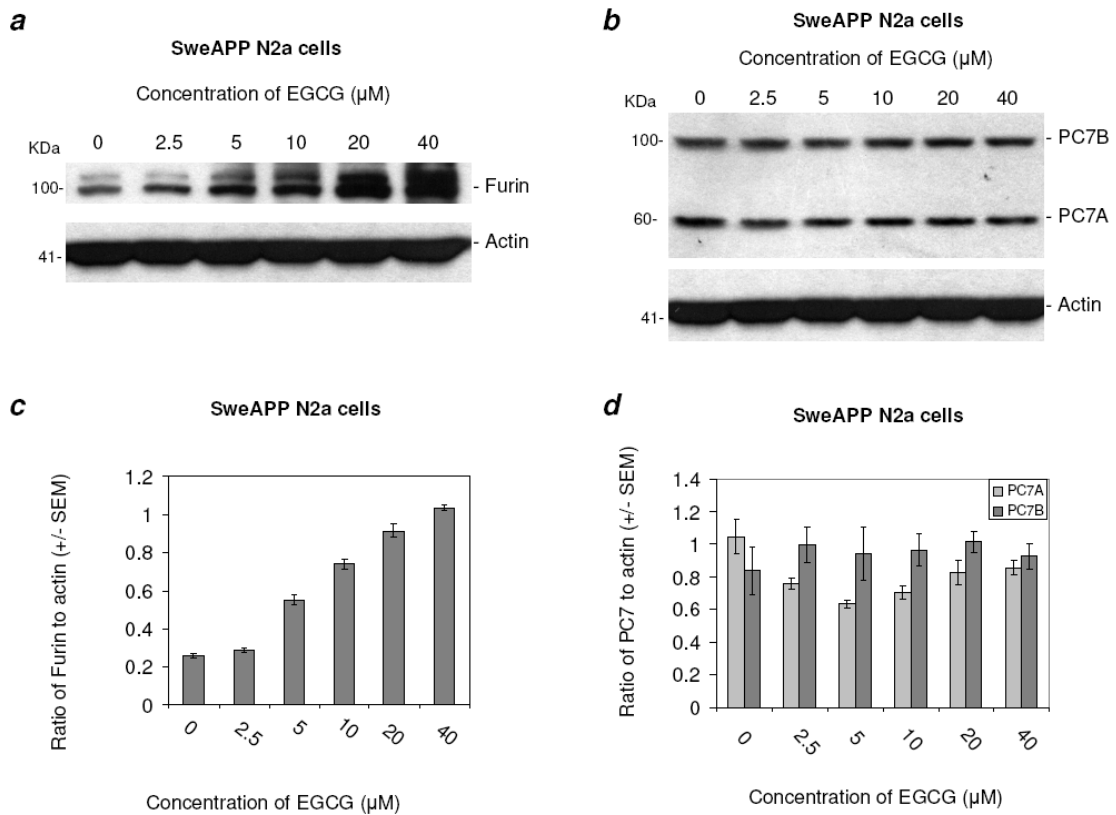 a
SweAPP N2a cells
Concentration of EGCG (µM)
KDa
0 2.5 5 10 20 40
100-
- Furin
- Actin
41-
b
SweAPP N2a cells
Concentration of EGCG (µM)
KDa
0 2.5 5 10 20 40
100-
- PC7B
60-
- PC7A
- Actin
41-
c
SweAPP N2a cells
Ratio of Furin to actin (+/- SEM)
1.2
1
0.8
0.6
0.4
0.2
0
0 2.5 5 10 20 40
Concentration of EGCG (µM)
d
SweAPP N2a cells
Ratio of PC7 to actin (+/- SEM)
1.4
1.2
1
0.8
0.6
0.4
0.2
0
PC7A
PC7B
0 2.5 5 10 20 40
Concentration of EGCG (µM)